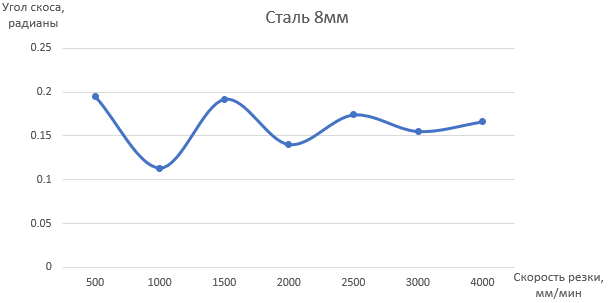 Угол скоса,
радианы
Сталь 8мм
0.25
0.2
0.15
0.1
0.05
0
500 1000 1500 2000 2500 3000 4000
Скорость резки,
мм/мин